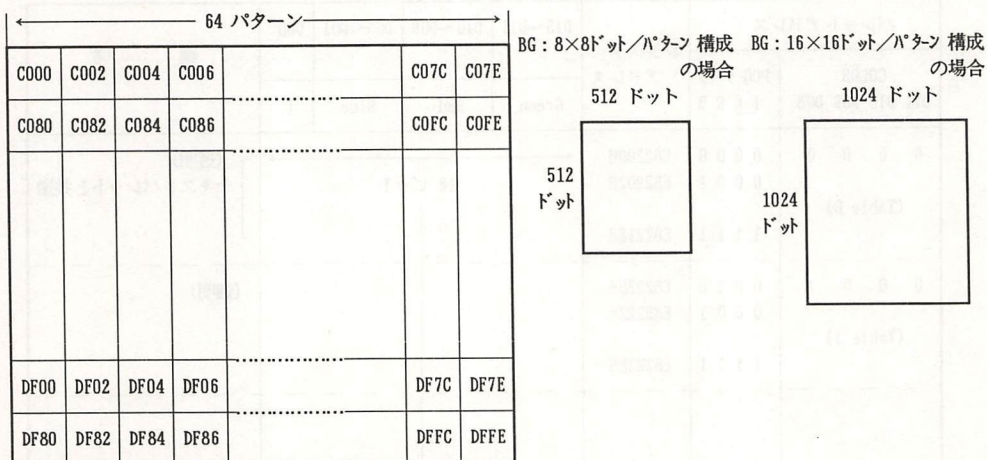 64 パターン
C000 C002 C004 C006 C07C C07E
C080 C082 C084 C086 C0FC C0FE
DF00 DF02 DF04 DF06 DF7C DF7E
DF80 DF82 DF84 DF86 DFFC DFFE
BG : 8×8ドット/パターン 構成
の場合
512 ドット
512
ドット
BG : 16×16ドット/パターン 構成
の場合
1024 ドット
1024
ドット